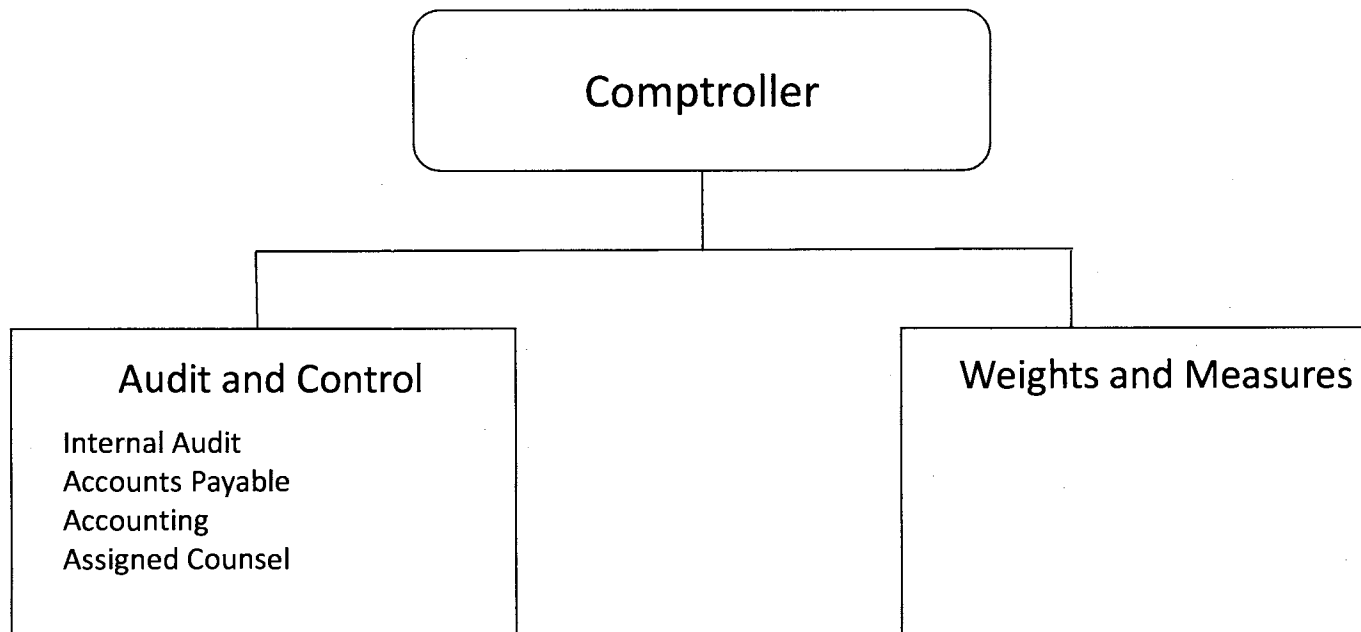 Comptroller
Audit and Control
Internal Audit
Accounts Payable
Accounting
Assigned Counsel
Weights and Measures